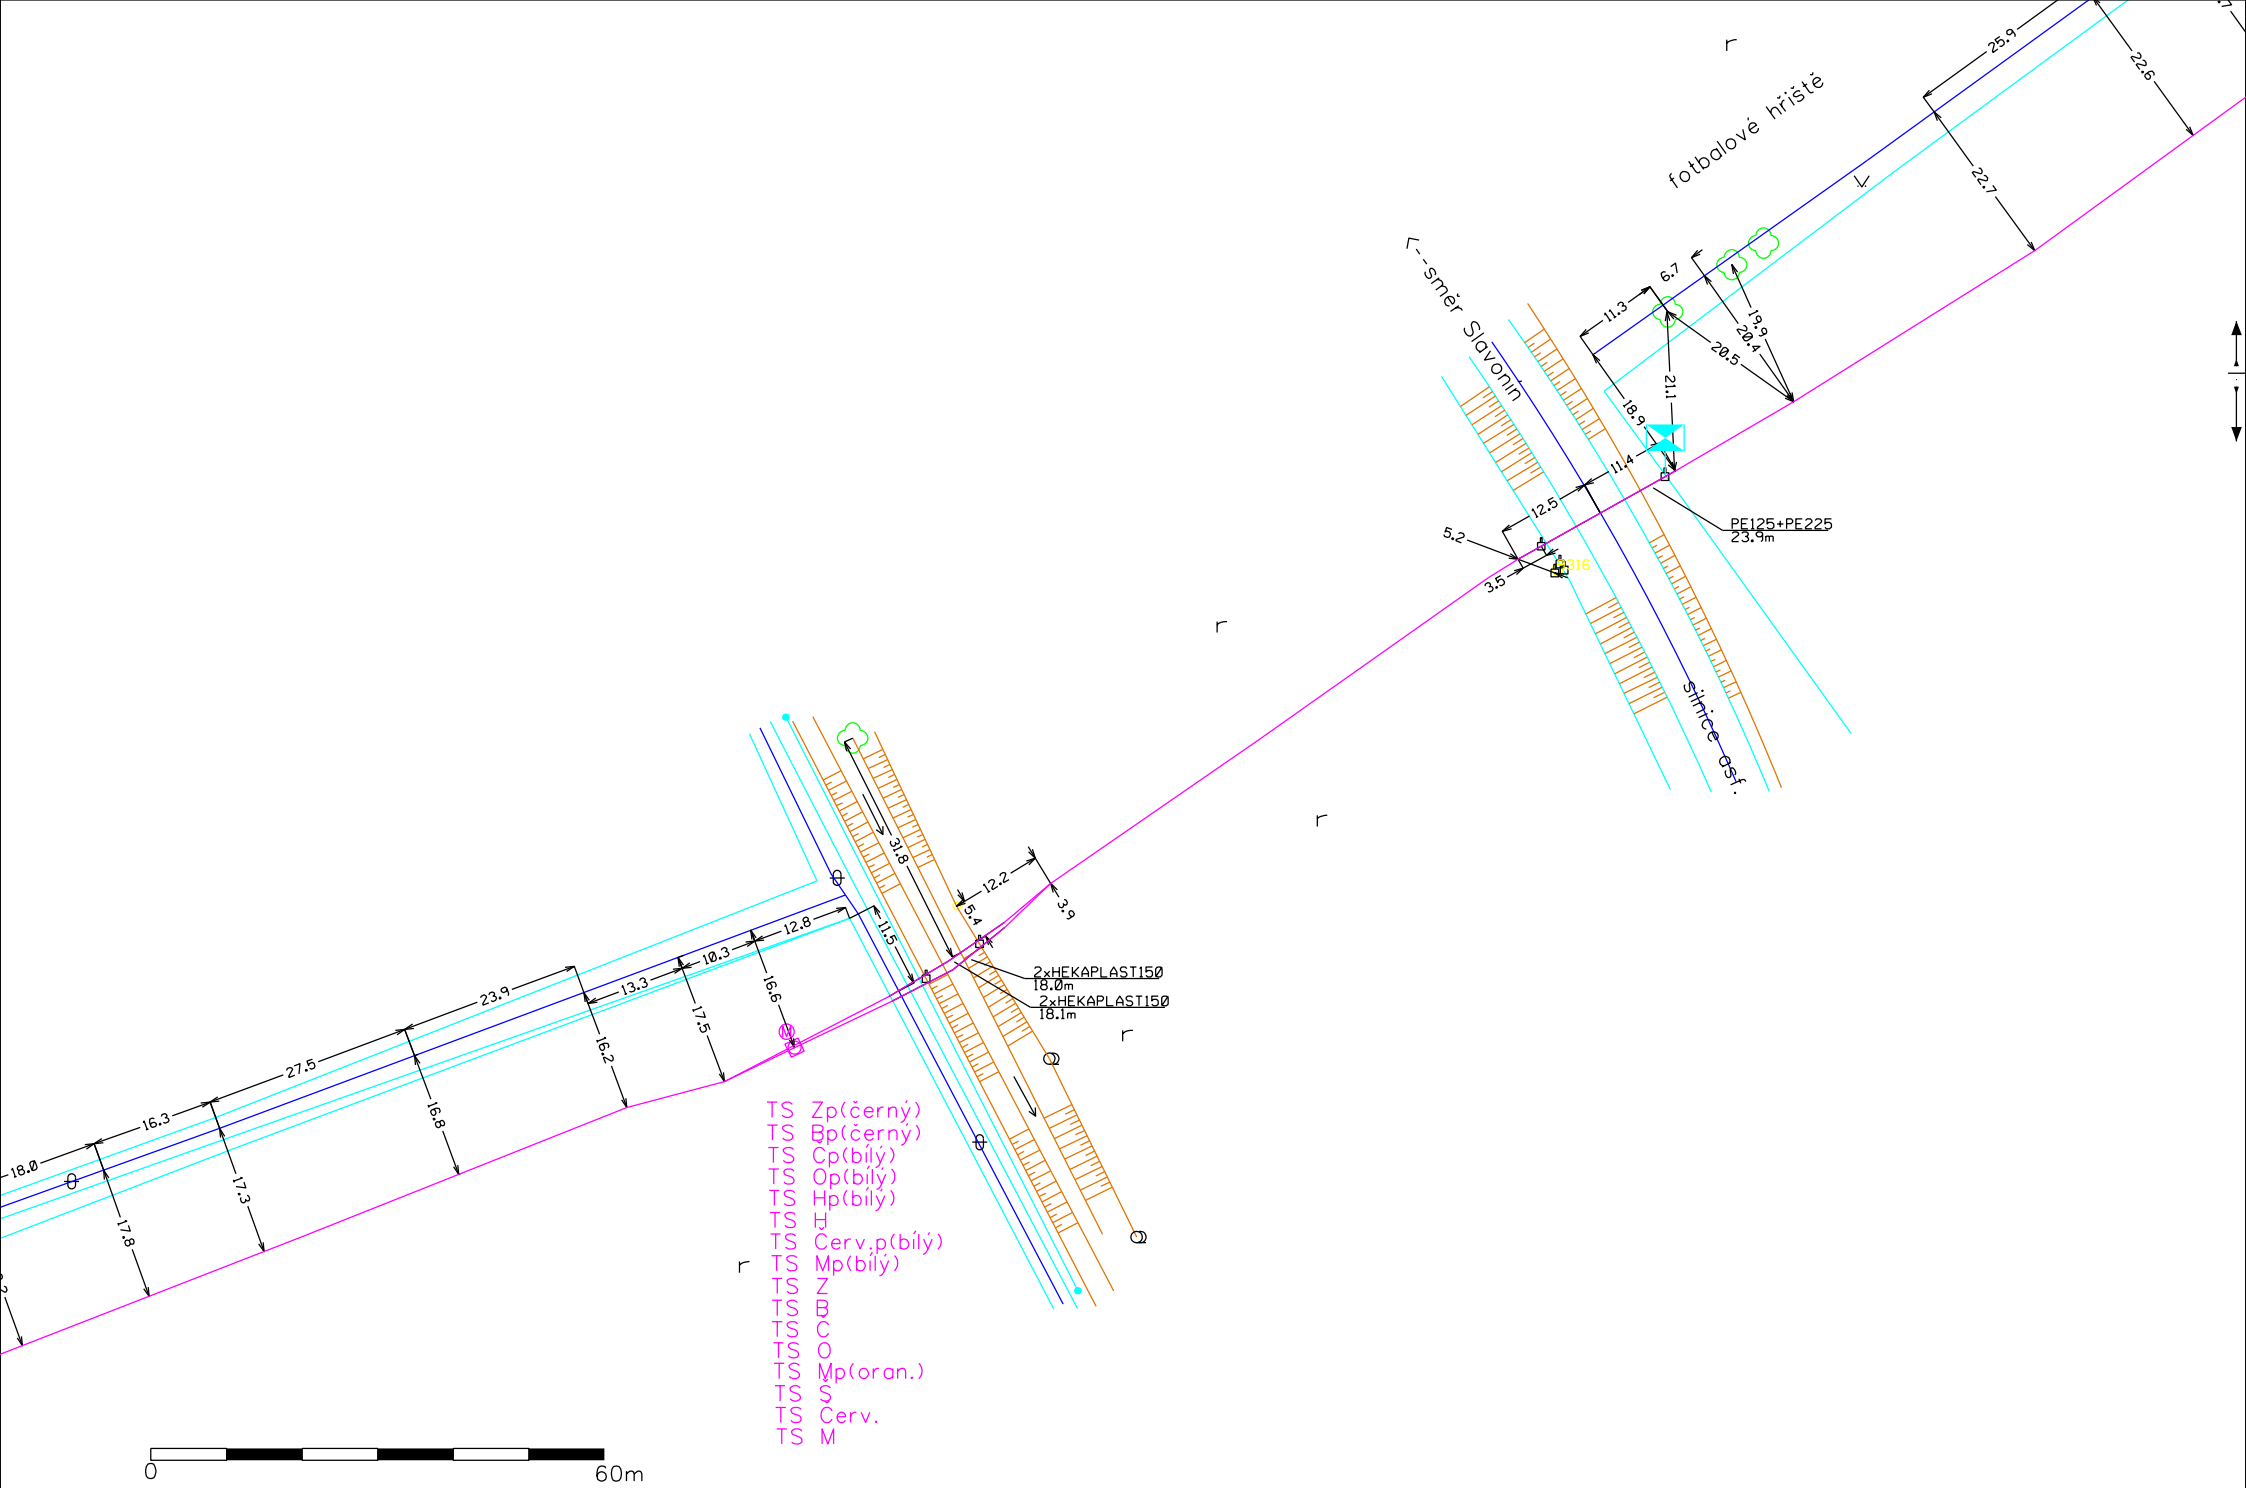 25.9
22.6
r
fotbalové hřiště
22.7
<--směr Slavonín
6.7
11.3
19.9
20.4
20.5
21.1
18.9
11.4
12.5
5.2
3.5
PE125+PE225
23.9m
silnice asf.
r
r
31.8
12.2
3.9
5.4
11.5
12.8
10.3
13.3
16.6
17.5
23.9
16.2
27.5
16.8
16.3
17.3
18.0
17.8
2xHEKAPLAST150
18.0m
2xHEKAPLAST150
18.1m
r
M
r
TS Zp(černý)
TS Bp(černý)
TS Čp(bílý)
TS Op(bílý)
TS Hp(bílý)
TS H
TS Červ.p(bílý)
TS Mp(bílý)
TS Z
TS B
TS Č
TS O
TS Mp(oran.)
TS Š
TS Červ.
TS M
0
60m